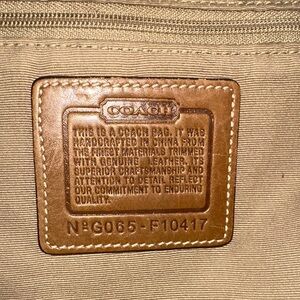 COACH
THIS IS A COACH BAG. IT WAS
HANDCRAFTED IN CHINA FROM
THE FINEST MATERIALS TRIMMED
WITH GENUINE LEATHER. ITS
SUPERIOR CRAFTSMANSHIP AND
ATTENTION TO DETAIL REFLECT
OUR COMMITMENT TO ENDURING
QUALITY.
Nº G065-F10417